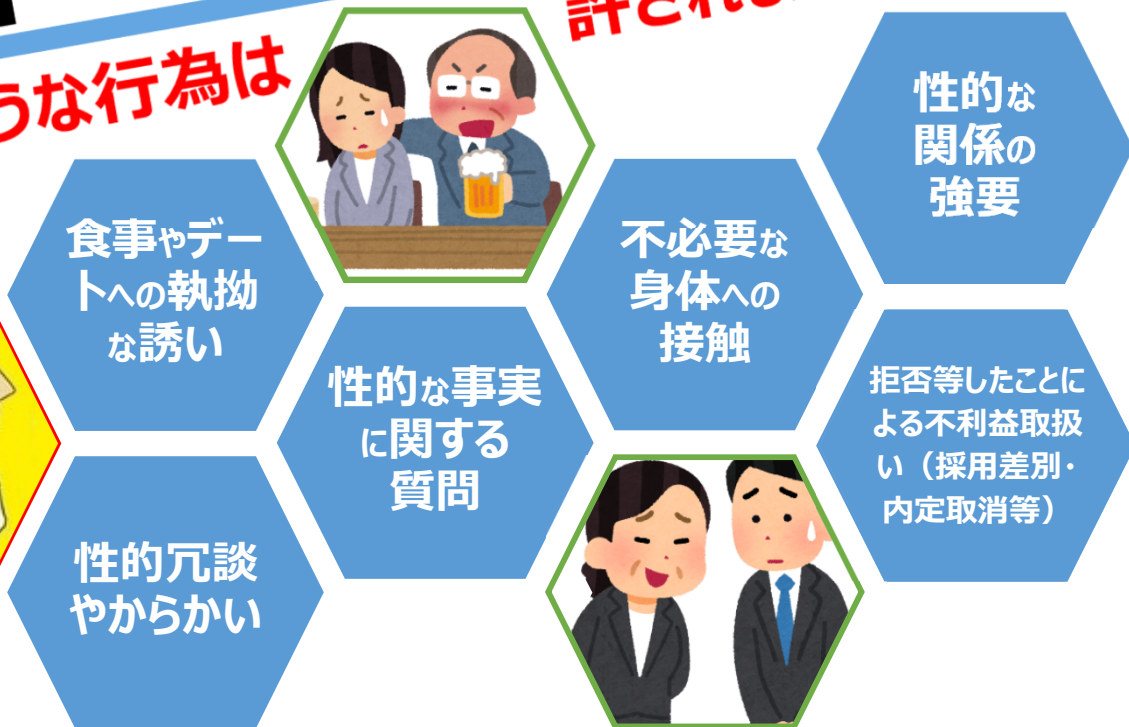 うな行為は
許され
食事やデー
トへの執拗
な誘い
性的冗談
やからかい
性的な事実
に関する
質問
不必要な
身体への
接触
性的な
関係の
強要
拒否等したことに
よる不利益取扱
い（採用差別・
内定取消等）